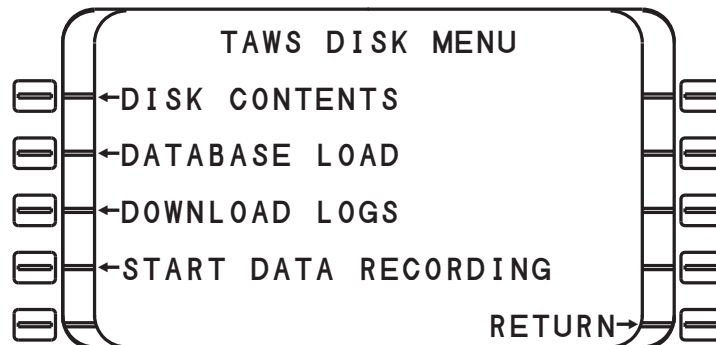 TAWS DISK MENU
←DISK CONTENTS
←DATABASE LOAD
←DOWNLOAD LOGS
←START DATA RECORDING
RETURN→